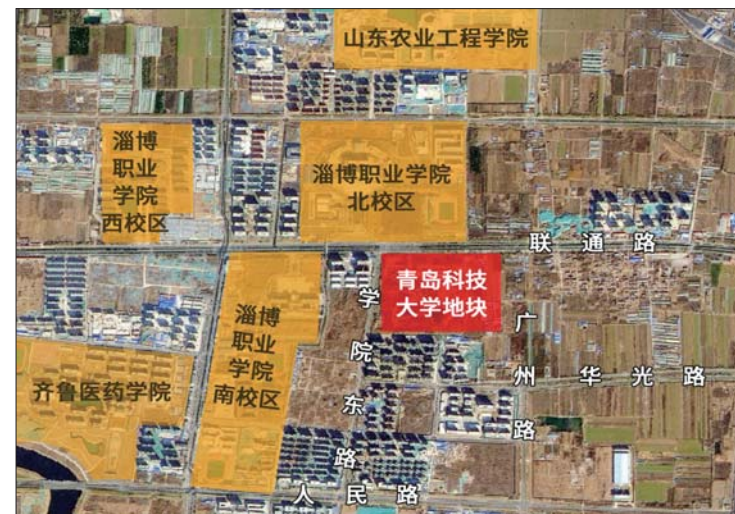 山东农业工程学院
淄博
职业
学院
西校区
淄博职业学院
北校区
联通路
青岛科技
大学地块
淄博
职业
学院
南校区
学院东路
广州路
华光路
齐鲁医药学院
人民路